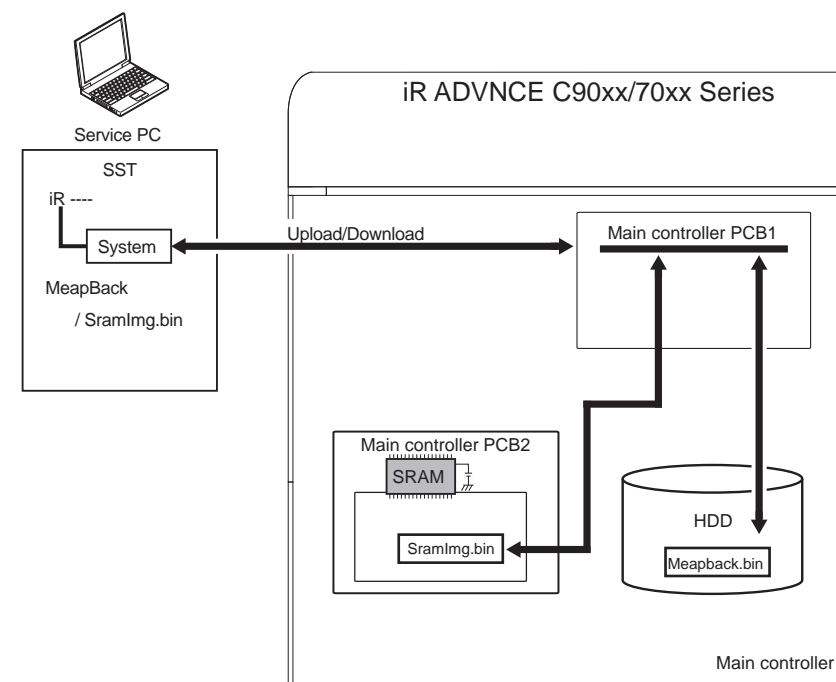 iR ADVNCE C90xx/70xx Series
Service PC
SST
iR ----
System
MeapBack
/ SramImg.bin
Upload/Download
Main controller PCB1
Main controller PCB2
SRAM
SramImg.bin
HDD
Meapback.bin
Main controller